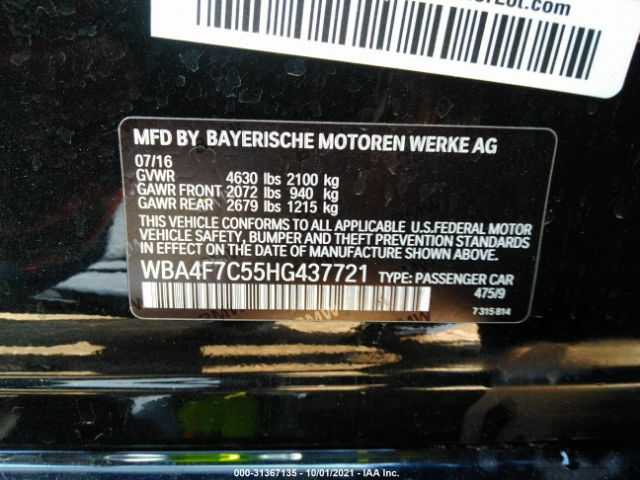 MFD BY BAYERISCHE MOTOREN WERKE AG
07/16
GVWR 4630 lbs 2100 kg
GAWR FRONT 2072 lbs 940 kg
GAWR REAR 2679 lbs 1215 kg
THIS VEHICLE CONFORMS TO ALL APPLICABLE U.S.FEDERAL MOTOR
VEHICLE SAFETY, BUMPER AND THEFT PREVENTION
STANDARDS IN EFFECT ON THE DATE OF MANUFACTURE SHOWN ABOVE.
WBA4F7C55HG437721 TYPE: PASSENGER CAR
475/9
7 315 814
000-31367135 - 10/01/2021 - IAA Inc.